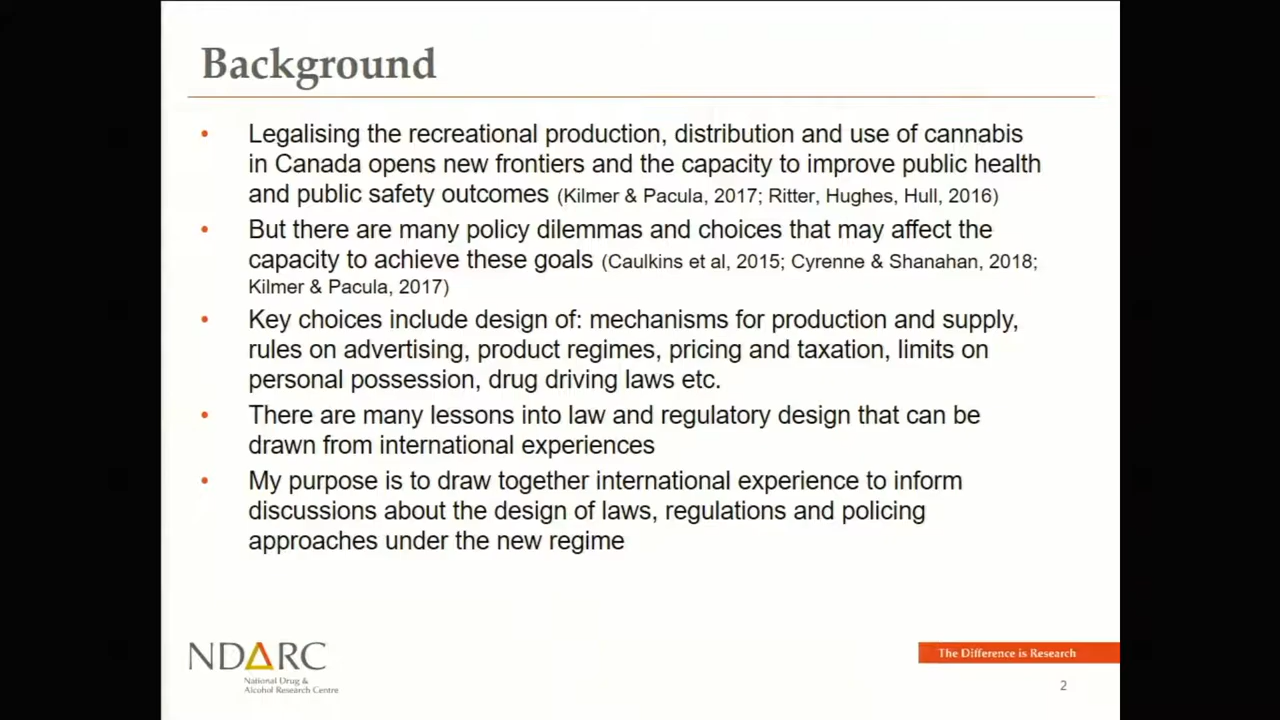 Background
• Legalising the recreational production, distribution and use of cannabis
in Canada opens new frontiers and the capacity to improve public health
and public safety outcomes (Kilmer & Pacula, 2017; Ritter, Hughes, Hull, 2016)
• But there are many policy dilemmas and choices that may affect the
capacity to achieve these goals (Caulkins et al, 2015; Cyrenne & Shanahan, 2018;
Kilmer & Pacula, 2017)
• Key choices include design of: mechanisms for production and supply,
rules on advertising, product regimes, pricing and taxation, limits on
personal possession, drug driving laws etc.
• There are many lessons into law and regulatory design that can be
drawn from international experiences
• My purpose is to draw together international experience to inform
discussions about the design of laws, regulations and policing
approaches under the new regime
NDARC
National Drug &
Alcohol Research Centre
The Difference is Research
2